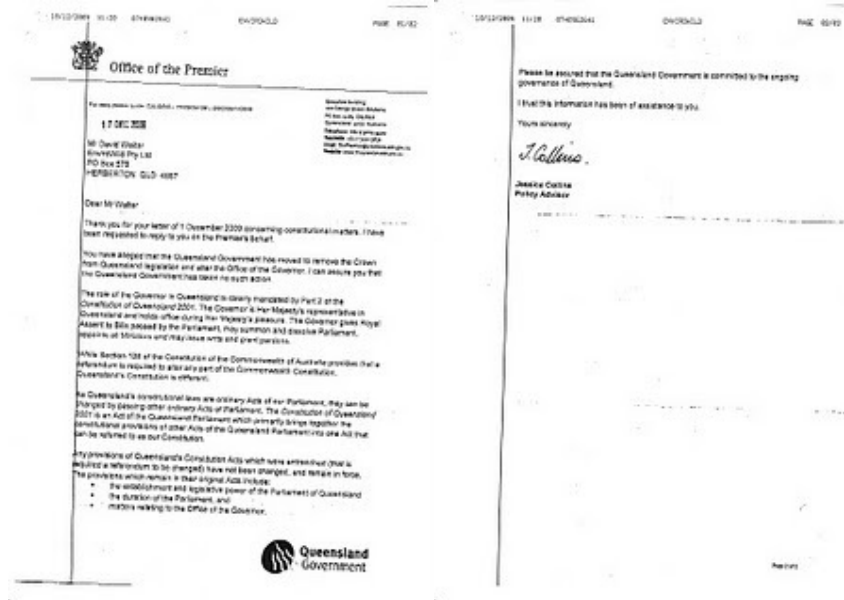 Office of the Premier
17 DEC 2009
Mr David Walter
PO Box 275
HERBERTON QLD 4887
Dear Mr Walter
Thank you for your letter of 1 December 2009 concerning constitutional matters. I have
been requested to reply to you on the Premier's behalf.
You have alleged that the Queensland Government has moved to remove the Crown
from Queensland legislation and alter the Office of the Governor. I can assure you that
the Queensland Government has taken no such action.
The role of the Governor in Queensland is clearly mandated by Part 3 of the
Constitution of Queensland 2001. The Governor is Her Majesty's representative in
Queensland and holds office during Her Majesty's pleasure. The Governor gives Royal
Assent to Bills passed by the Parliament, may summon and dissolve Parliament,
appoints all Ministers and may issue writs and grant pardons.
While Section 128 of the Constitution of the Commonwealth of Australia provides that a
referendum is required to alter any part of the Commonwealth Constitution,
Queensland's Constitution is different.
As Queensland's constitutional laws are ordinary Acts of our Parliament, they can be
changed by passing other ordinary Acts of Parliament. The Constitution of Queensland
2001 is an Act of the Queensland Parliament which primarily brings together the
constitutional provisions of other Acts of the Queensland Parliament into one Act that
can be referred to as our Constitution.
Any provisions of Queensland's Constitution Acts which were entrenched (that is
required a referendum to be changed) have not been changed, and remain in force.
The provisions which remain in their original Acts include:
• the establishment and legislative power of the Parliament of Queensland
• the duration of the Parliament, and
• matters relating to the Office of the Governor.
Queensland
Government
Please be assured that the Queensland Government is committed to the ongoing
governance of Queensland.
I trust this information has been of assistance to you.
Yours sincerely
J. Collins.
Jessica Collins
Policy Advisor